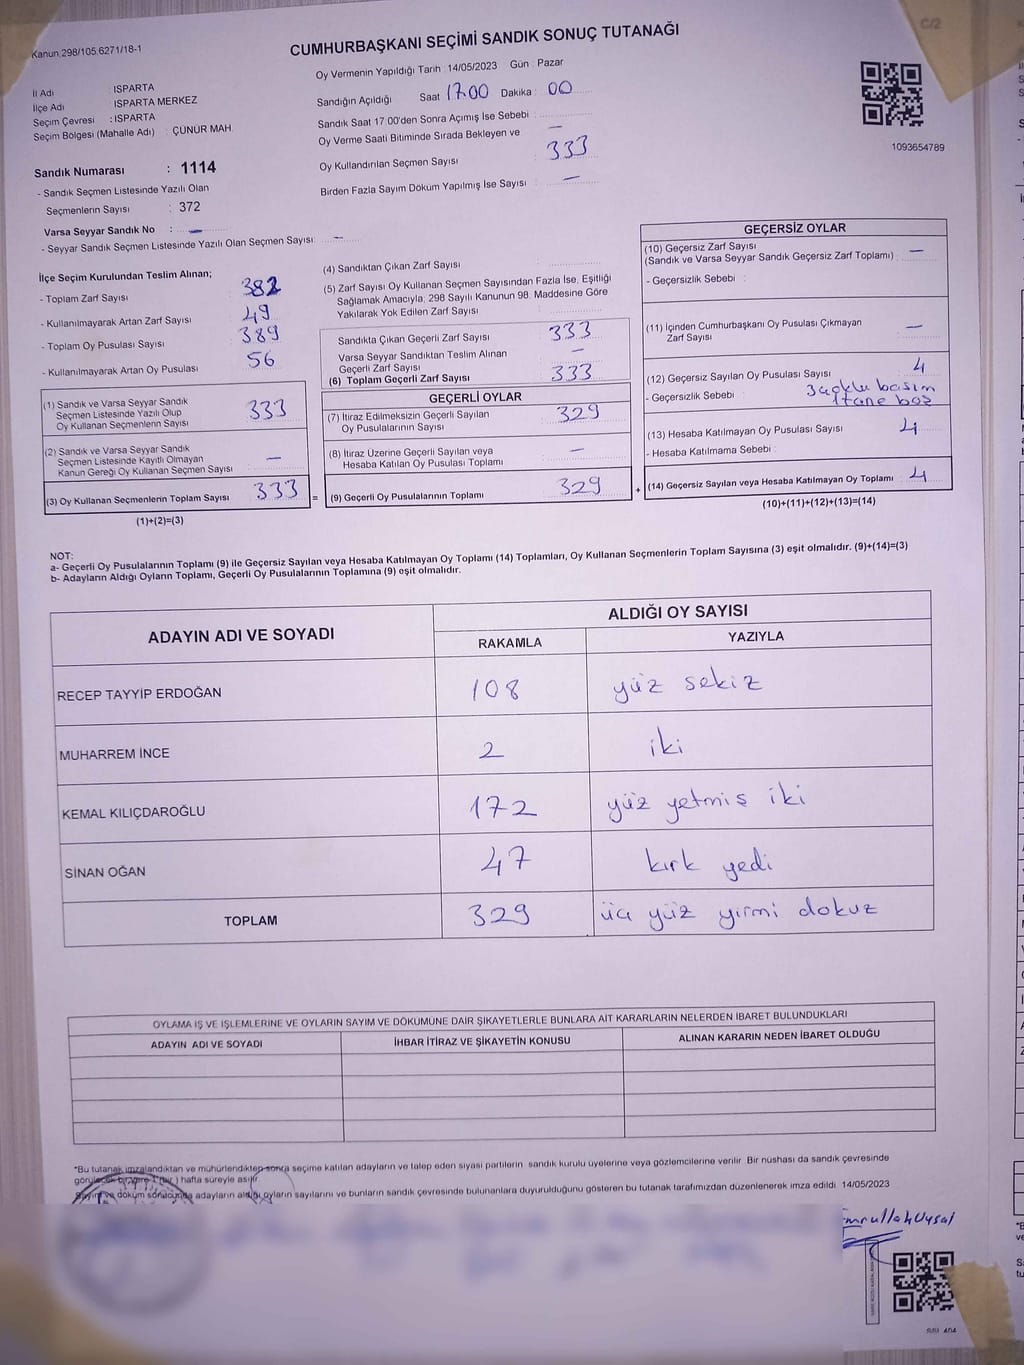 C/2
Kanun 298/105.6271/18-1
CUMHURBAŞKANI SEÇİMİ SANDIK SONUÇ TUTANAĞI
Oy Vermenin Yapıldığı Tarih : 14/05/2023 Gün : Pazar
İl Adı : ISPARTA
İlçe Adı : ISPARTA MERKEZ
Seçim Çevresi : ISPARTA
Seçim Bölgesi (Mahalle Adı) : ÇÜNÜR MAH.
Sandığın Açıldığı Saat 17.00 Dakika : 00
Sandık Saat 17:00'den Sonra Açımış İse Sebebi :
Oy Verme Saati Bitiminde Sırada Bekleyen ve
Oy Kullandırılan Seçmen Sayısı : 333
Birden Fazla Sayım Döküm Yapılmış İse Sayısı : —
1093654789
Sandık Numarası : 1114
- Sandık Seçmen Listesinde Yazılı Olan
Seçmenlerin Sayısı : 372
Varsa Seyyar Sandık No : —
- Seyyar Sandık Seçmen Listesinde Yazılı Olan Seçmen Sayısı: —
İlçe Seçim Kurulundan Teslim Alınan;
- Toplam Zarf Sayısı 382
- Kullanılmayarak Artan Zarf Sayısı 49
- Toplam Oy Pusulası Sayısı 389
- Kullanılmayarak Artan Oy Pusulası 56
(1) Sandık ve Varsa Seyyar Sandık
Seçmen Listesinde Yazılı Olup
Oy Kullanan Seçmenlerin Sayısı 333
(2) Sandık ve Varsa Seyyar Sandık
Seçmen Listesinde Kayıtlı Olmayan
Kanun Gereği Oy Kullanan Seçmen Sayısı —
(3) Oy Kullanan Seçmenlerin Toplam Sayısı 333 =
(1)+(2)=(3)
(4) Sandıktan Çıkan Zarf Sayısı :
(5) Zarf Sayısı Oy Kullanan Seçmen Sayısından Fazla İse, Eşitliği
Sağlamak Amacıyla, 298 Sayılı Kanunun 98. Maddesine Göre
Yakılarak Yok Edilen Zarf Sayısı :
Sandıkta Çıkan Geçerli Zarf Sayısı 333
Varsa Seyyar Sandıktan Teslim Alınan
Geçerli Zarf Sayısı —
(6) Toplam Geçerli Zarf Sayısı 333
GEÇERLİ OYLAR
(7) İtiraz Edilmeksizin Geçerli Sayılan
Oy Pusulalarının Sayısı 329
(8) İtiraz Üzerine Geçerli Sayılan veya
Hesaba Katılan Oy Pusulası Toplamı —
(9) Geçerli Oy Pusulalarının Toplamı 329 +
GEÇERSİZ OYLAR
(10) Geçersiz Zarf Sayısı
(Sandık ve Varsa Seyyar Sandık Geçersiz Zarf Toplamı) : —
- Geçersizlik Sebebi :
(11) İçinden Cumhurbaşkanı Oy Pusulası Çıkmayan
Zarf Sayısı —
(12) Geçersiz Sayılan Oy Pusulası Sayısı 4
- Geçersizlik Sebebi : basım
1 tane boş
(13) Hesaba Katılmayan Oy Pusulası Sayısı 4
- Hesaba Katılmama Sebebi :
(14) Geçersiz Sayılan veya Hesaba Katılmayan Oy Toplamı 4
(10)+(11)+(12)+(13)=(14)
NOT:
a- Geçerli Oy Pusulalarının Toplamı (9) ile Geçersiz Sayılan veya Hesaba Katılmayan Oy Toplamı (14) Toplamları, Oy Kullanan Seçmenlerin Toplam Sayısına (3) eşit olmalıdır. (9)+(14)=(3)
b- Adayların Aldığı Oyların Toplamı, Geçerli Oy Pusulalarının Toplamına (9) eşit olmalıdır.
ADAYIN ADI VE SOYADI
ALDIĞI OY SAYISI
RAKAMLA YAZIYLA
RECEP TAYYİP ERDOĞAN 108 yüz sekiz
MUHARREM İNCE 2 iki
KEMAL KILIÇDAROĞLU 172 yüz yetmiş iki
SİNAN OĞAN 47 kırk yedi
TOPLAM 329 üç yüz yirmi dokuz
OYLAMA İŞ VE İŞLEMLERİNE VE OYLARIN SAYIM VE DÖKÜMÜNE DAİR ŞİKAYETLERLE BUNLARA AİT KARARLARIN NELERDEN İBARET BULUNDUKLARI
ADAYIN ADI VE SOYADI İHBAR İTİRAZ VE ŞİKAYETİN KONUSU ALINAN KARARIN NEDEN İBARET OLDUĞU
*Bu tutanak imzalandıktan ve mühürlendikten sonra seçime katılan adayların ve talep eden siyasi partilerin sandık kurulu üyelerine veya gözlemcilerine verilir. Bir nüshası da sandık çevresinde
görülecek bir yere 1 (bir) hafta süreyle asılır.
Sayım ve döküm sonucunda adayların aldığı oyların sayılarını ve bunların sandık çevresinde bulunanlara duyurulduğunu gösteren bu tutanak tarafımızdan düzenlenerek imza edildi. 14/05/2023
Emrullah Uysal